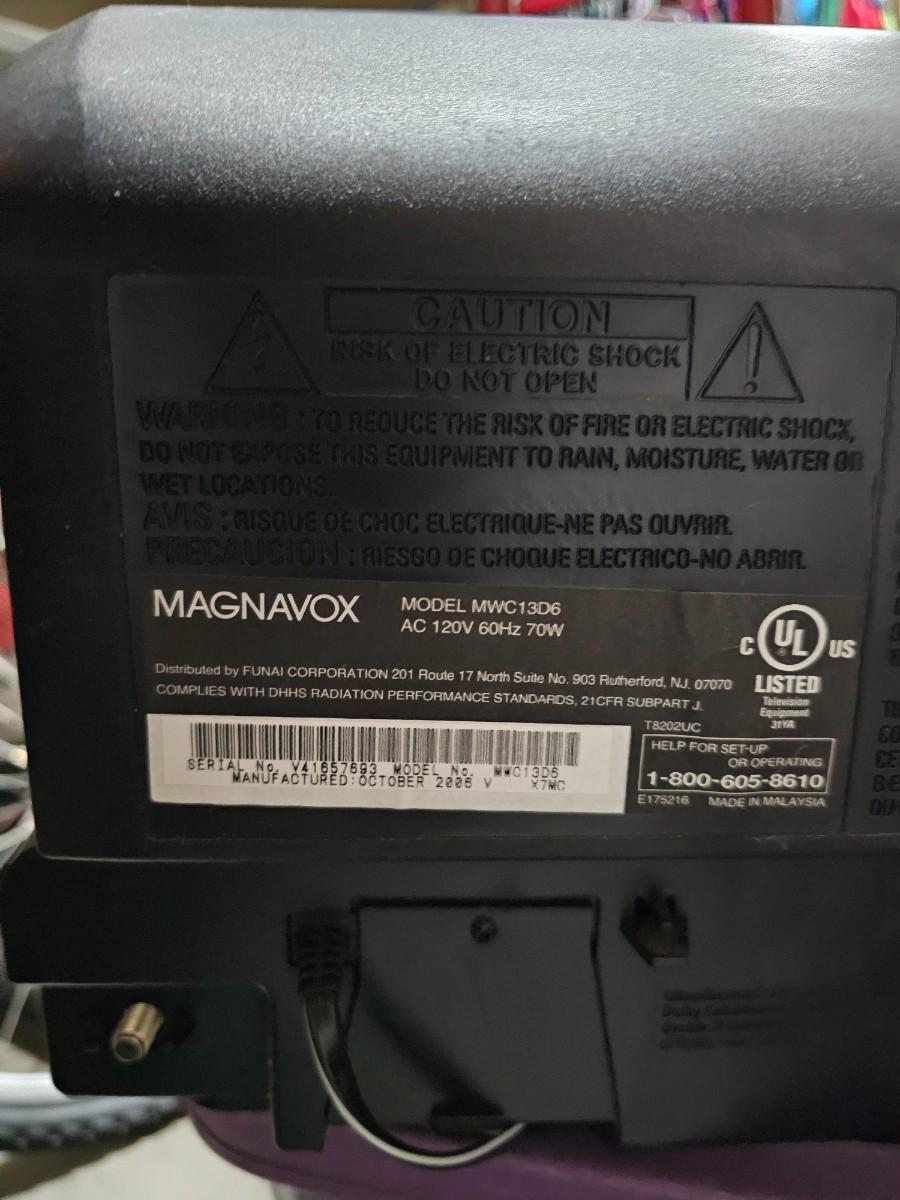 CAUTION
RISK OF ELECTRIC SHOCK
DO NOT OPEN
WARNING : TO REDUCE THE RISK OF FIRE OR ELECTRIC SHOCK,
DO NOT EXPOSE THIS EQUIPMENT TO RAIN, MOISTURE, WATER OR
WET LOCATIONS.
AVIS : RISQUE DE CHOC ELECTRIQUE-NE PAS OUVRIR.
PRECAUCION : RIESGO DE CHOQUE ELECTRICO-NO ABRIR.
MAGNAVOX
MODEL MWC13D6
AC 120V 60Hz 70W
C UL US
LISTED
Television
Equipment
31YA
Distributed by FUNAI CORPORATION 201 Route 17 North Suite No. 903 Rutherford, N.J. 07070
COMPLIES WITH DHHS RADIATION PERFORMANCE STANDARDS, 21CFR SUBPART J.
T8202UC
SERIAL No. V41657693 MODEL No. MWC13D6
MANUFACTURED:OCTOBER 2006 V X7MC
HELP FOR SET-UP
OR OPERATING
1-800-605-8610
E175216 MADE IN MALAYSIA